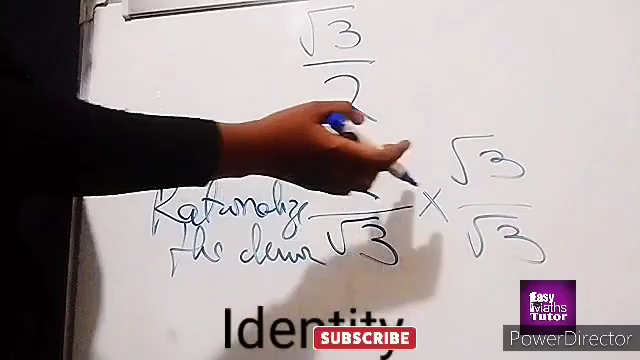 √3
2
Rationalize
the denom
√3 × √3
√3
Identity
SUBSCRIBE
Easy
Maths
Tutor
PowerDirector